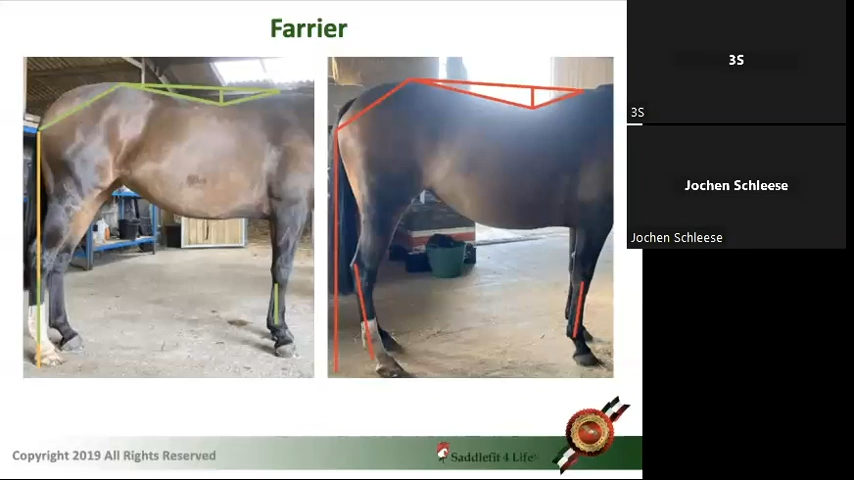 Farrier
3S
3S
Jochen Schleese
Jochen Schleese
Copyright 2019 All Rights Reserved
Saddlefit 4 Life